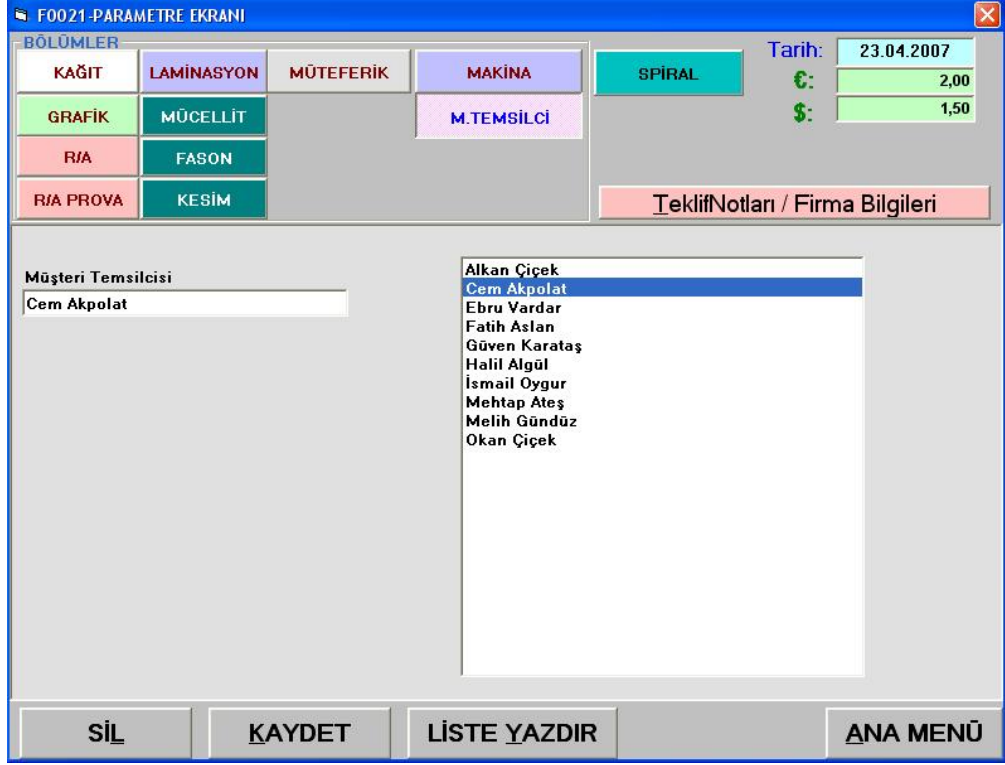 F0021-PARAMETRE EKRANI
BÖLÜMLER
KAĞIT
LAMİNASYON
MÜTEFERİK
MAKİNA
SPİRAL
Tarih:
23.04.2007
€:
2,00
GRAFİK
MÜCELLİT
M.TEMSİLCİ
$:
1,50
R/A
FASON
R/A PROVA
KESİM
TeklifNotları / Firma Bilgileri
Müşteri Temsilcisi
Cem Akpolat
Alkan Çiçek
Cem Akpolat
Ebru Vardar
Fatih Aslan
Güven Karataş
Halil Algül
İsmail Oygur
Mehtap Ateş
Melih Gündüz
Okan Çiçek
SİL
KAYDET
LİSTE YAZDIR
ANA MENÜ